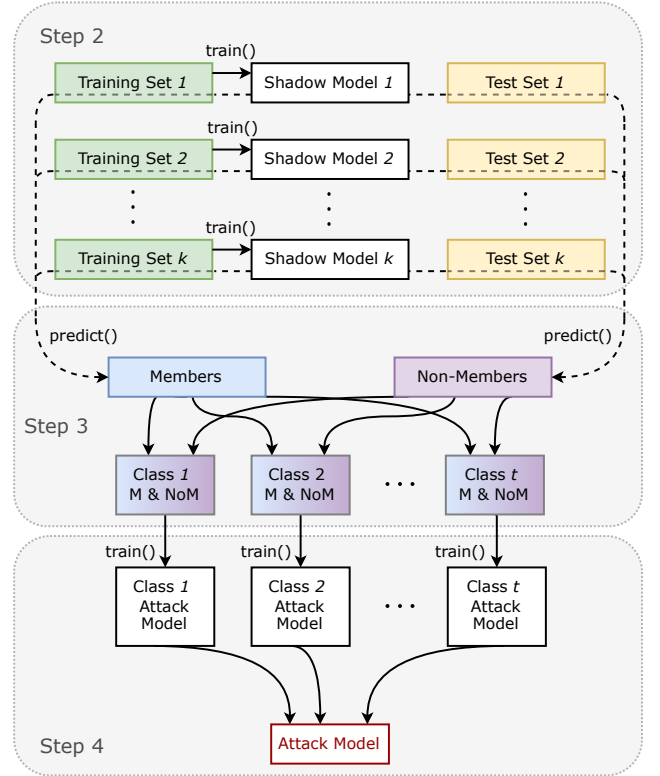 Step 2
train()
Training Set 1
Shadow Model 1
Test Set 1
train()
Training Set 2
Shadow Model 2
Test Set 2
train()
Training Set k
Shadow Model k
Test Set k
predict()
predict()
Members
Non-Members
Step 3
Class 1
M & NoM
Class 2
M & NoM
Class t
M & NoM
train()
train()
train()
Class 1
Attack
Model
Class 2
Attack
Model
Class t
Attack
Model
Attack Model
Step 4